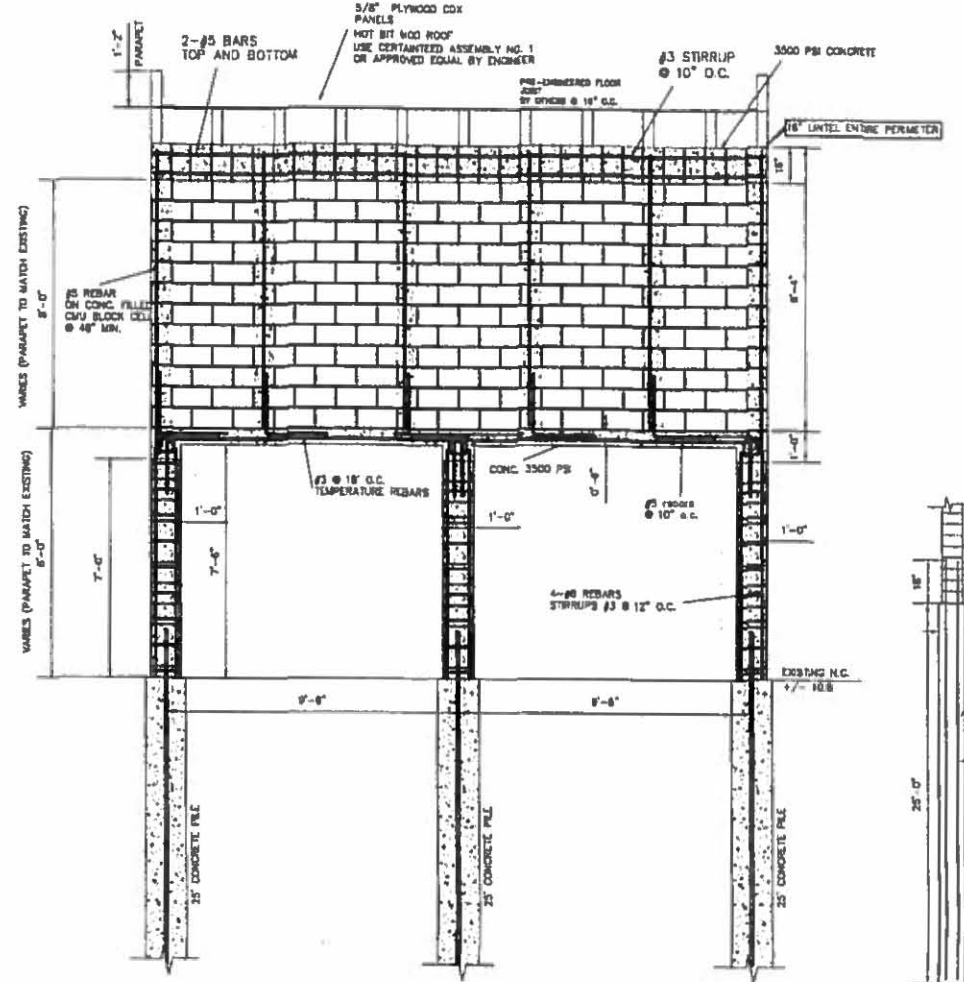 5/8" PLYWOOD CDX
PANELS
HOT BIT MOD ROOF
USE CERTAINTEED ASSEMBLY NO. 1
OR APPROVED EQUAL BY ENGINEER
1'-2"
PARAPET
2-#5 BARS
TOP AND BOTTOM
#3 STIRRUP
@ 10" O.C.
3500 PSI CONCRETE
PRE-ENGINEERED FLOOR
JOIST
BY OTHERS @ 16" O.C.
16" LINTEL ENTIRE PERIMETER
16"
VARIES (PARAPET TO MATCH EXISTING)
8'-0"
#5 REBAR
ON CONC. FILLED
CMU BLOCK CELL
@ 48" MIN.
1'-0"
#3 @ 18" O.C.
TEMPERATURE REBARS
CONC. 3500 PSI
#5 rebars
@ 10" o.c.
VARIES (PARAPET TO MATCH EXISTING)
8'-0"
7'-0"
1'-0"
7'-6"
1'-0"
1'-0"
4-#8 REBARS
STIRRUPS #3 @ 12" O.C.
EXISTING N.G.
+/- 10.8
9'-6"
9'-6"
25' CONCRETE PILE
25' CONCRETE PILE
25' CONCRETE PILE
16"
25'-0"